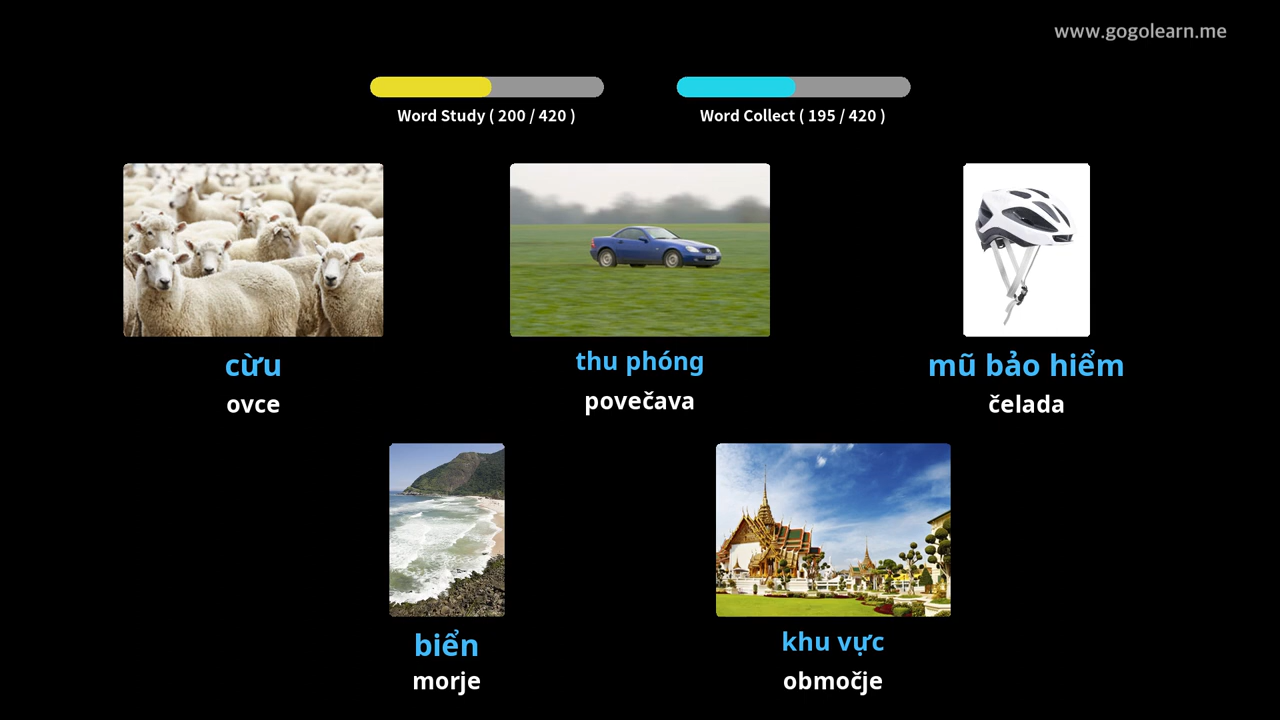 www.gogolearn.me
Word Study ( 200 / 420 )
Word Collect ( 195 / 420 )
cừu
ovce
thu phóng
povečava
mũ bảo hiểm
čelada
biển
morje
khu vực
območje